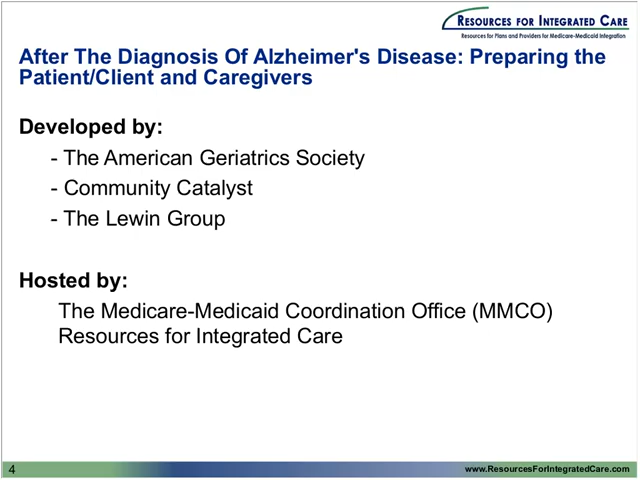 RESOURCES FOR INTEGRATED CARE
Resources for Plans and Providers for Medicare-Medicaid Integration
After The Diagnosis Of Alzheimer's Disease: Preparing the
Patient/Client and Caregivers
Developed by:
- The American Geriatrics Society
- Community Catalyst
- The Lewin Group
Hosted by:
The Medicare-Medicaid Coordination Office (MMCO)
Resources for Integrated Care
4
www.ResourcesForIntegratedCare.com